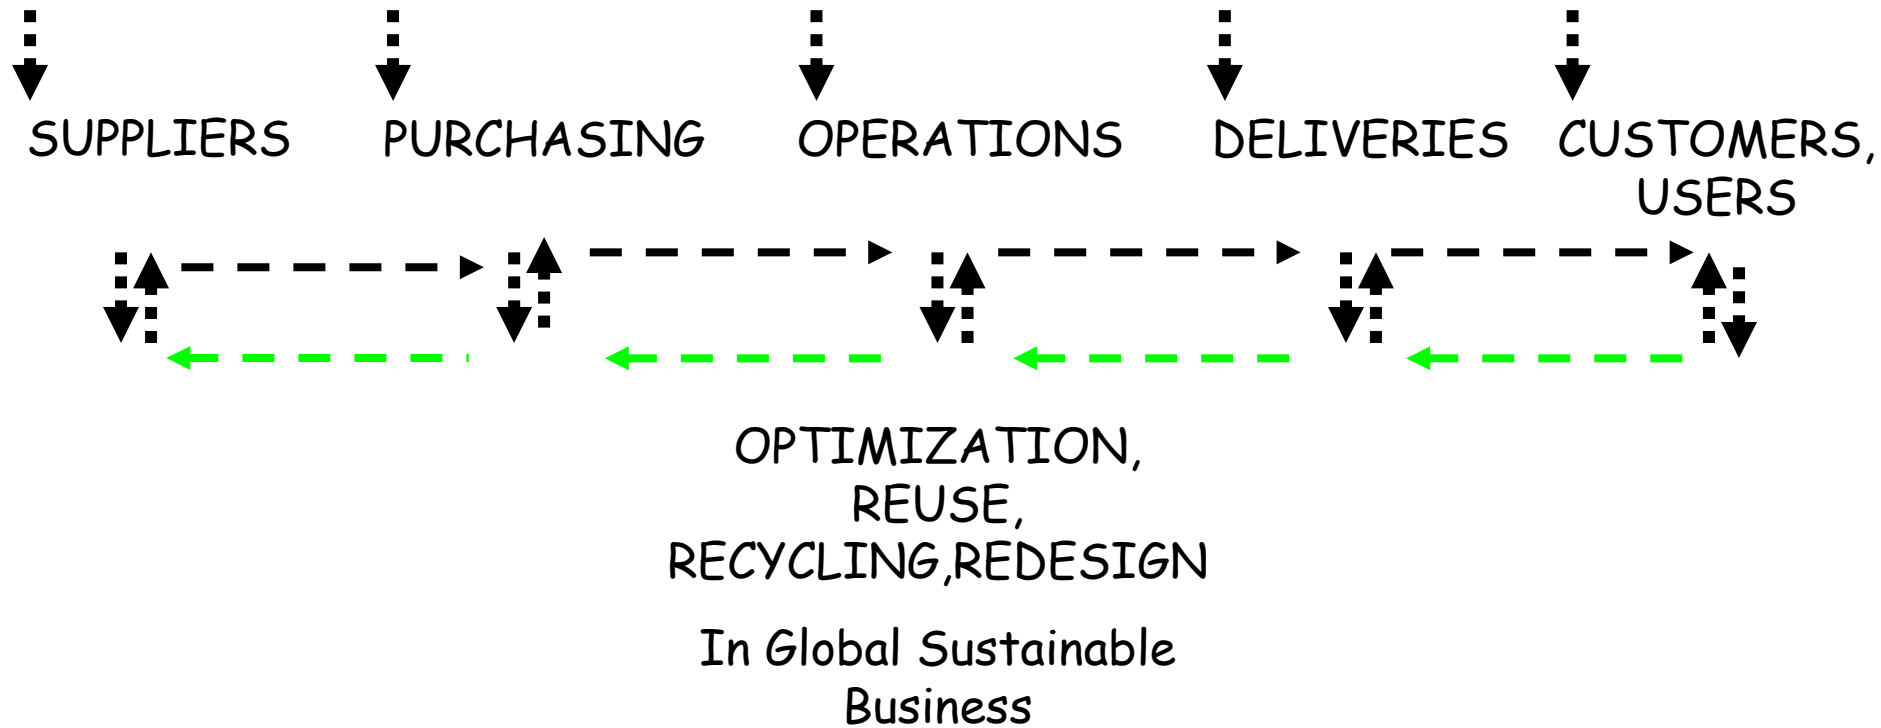 SUPPLIERS PURCHASING OPERATIONS DELIVERIES CUSTOMERS,
USERS
OPTIMIZATION,
REUSE,
RECYCLING,REDESIGN
In Global Sustainable
Business